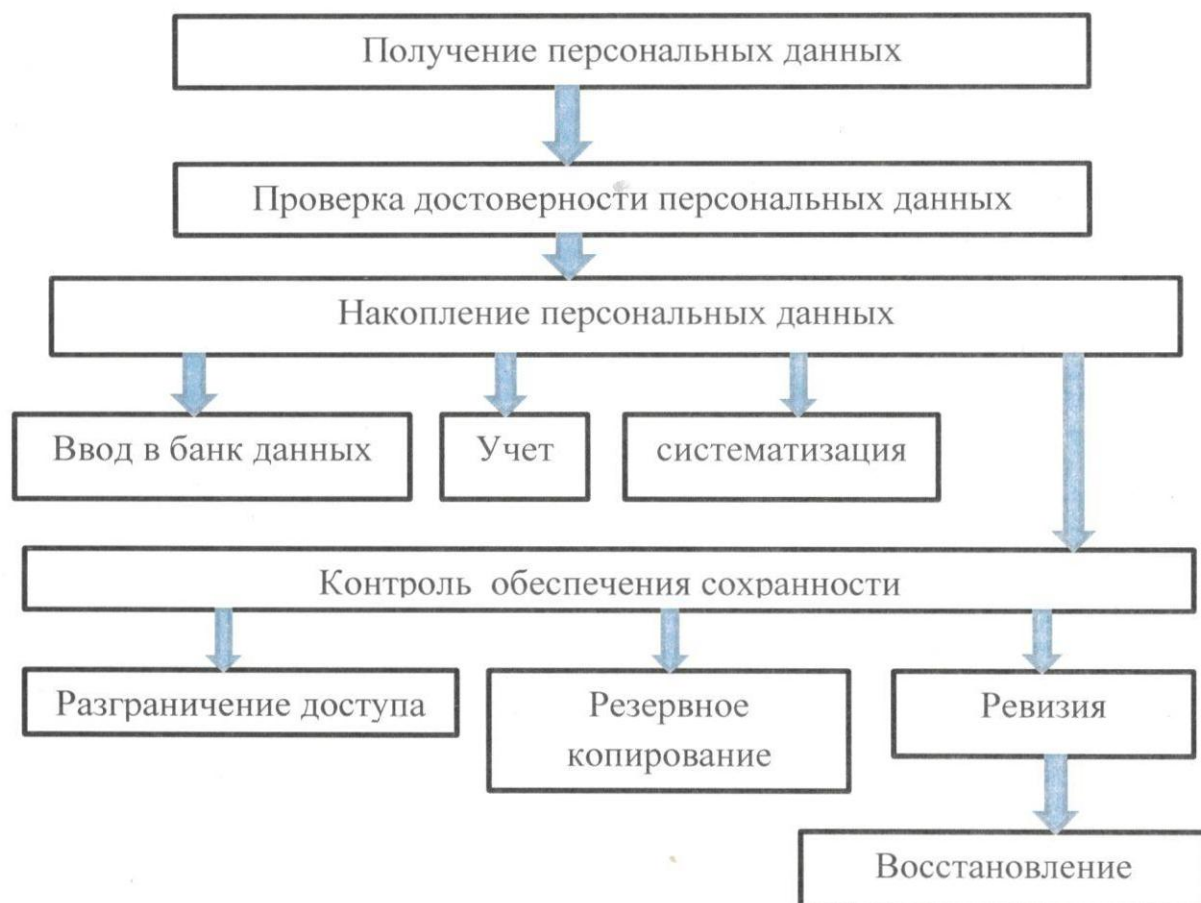 Получение персональных данных
Проверка достоверности персональных данных
Накопление персональных данных
Ввод в банк данных
Учет
систематизация
Контроль обеспечения сохранности
Разграничение доступа
Резервное
копирование
Ревизия
Восстановление